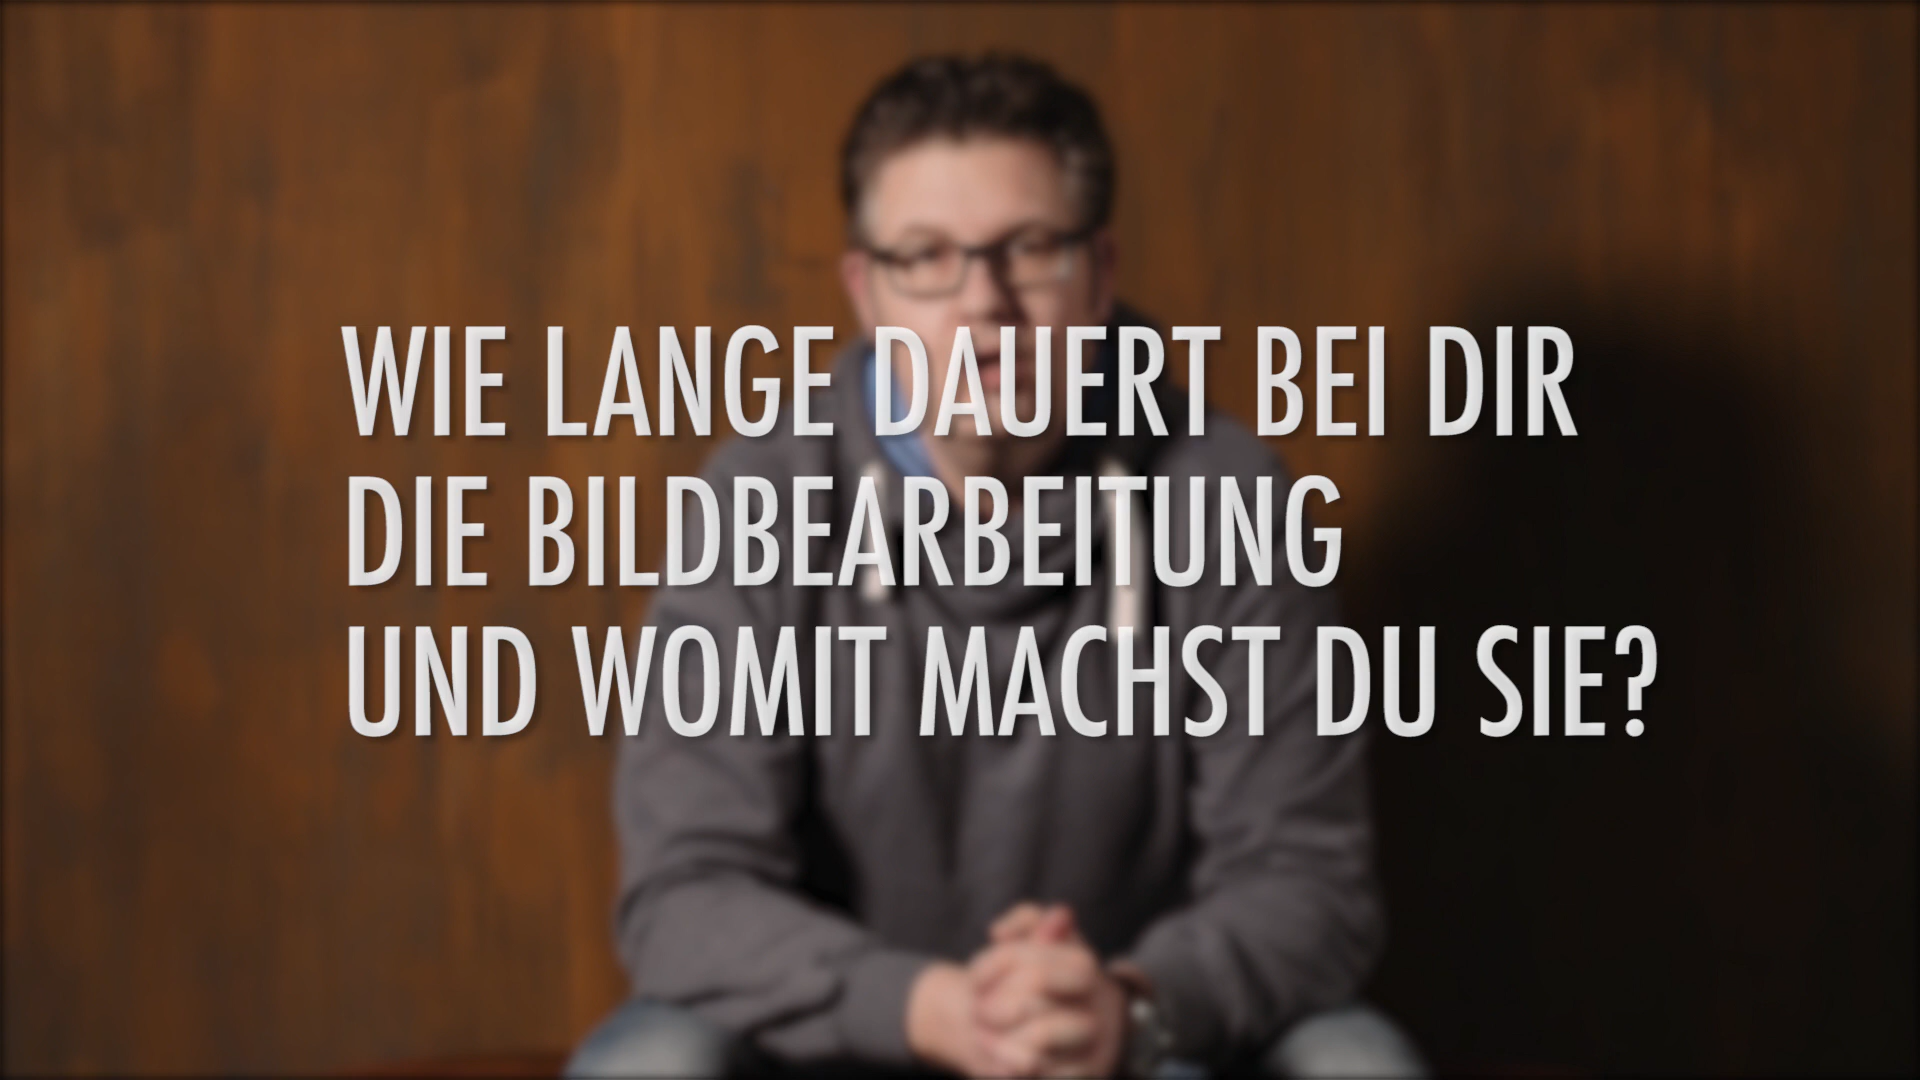 WIE LANGE DAUERT BEI DIR
DIE BILDBEARBEITUNG
UND WOMIT MACHST DU SIE?